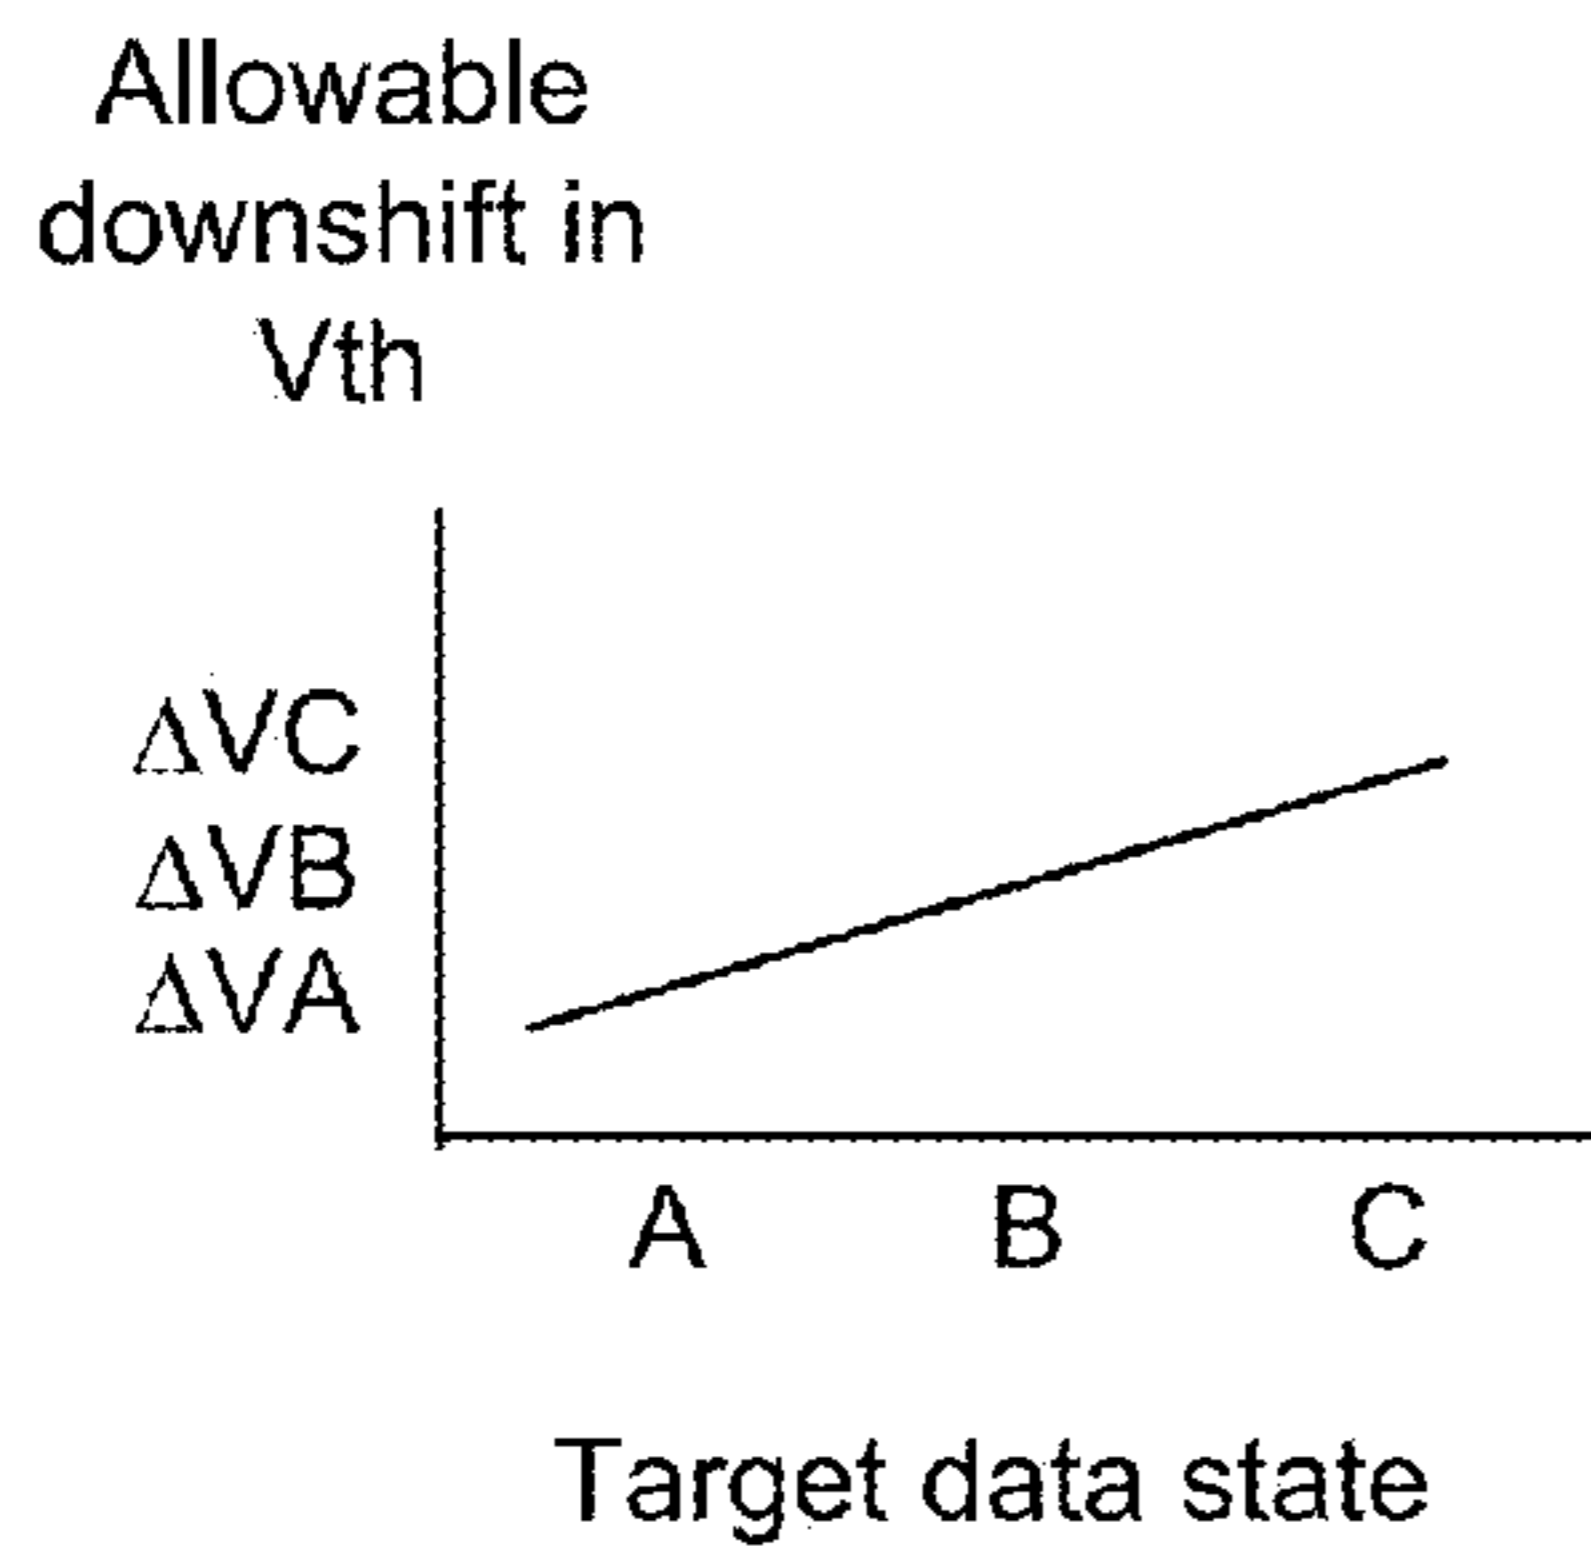 Allowable
downshift in
Vth
ΔVC
ΔVB
ΔVA
A B C
Target data state